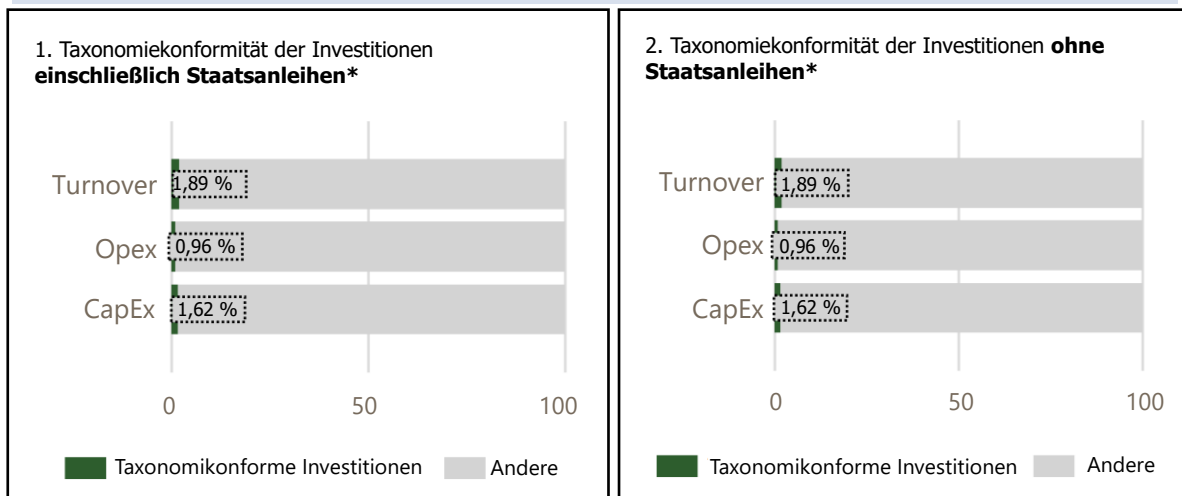 1. Taxonomiekonformität der Investitionen
einschließlich Staatsanleihen*
Turnover
1,89 %
Opex
0,96 %
CapEx
1,62 %
0
50
100
Taxonomikonforme Investitionen
Andere
2. Taxonomiekonformität der Investitionen ohne
Staatsanleihen*
Turnover
1,89 %
Opex
0,96 %
CapEx
1,62 %
0
50
100
Taxonomikonforme Investitionen
Andere